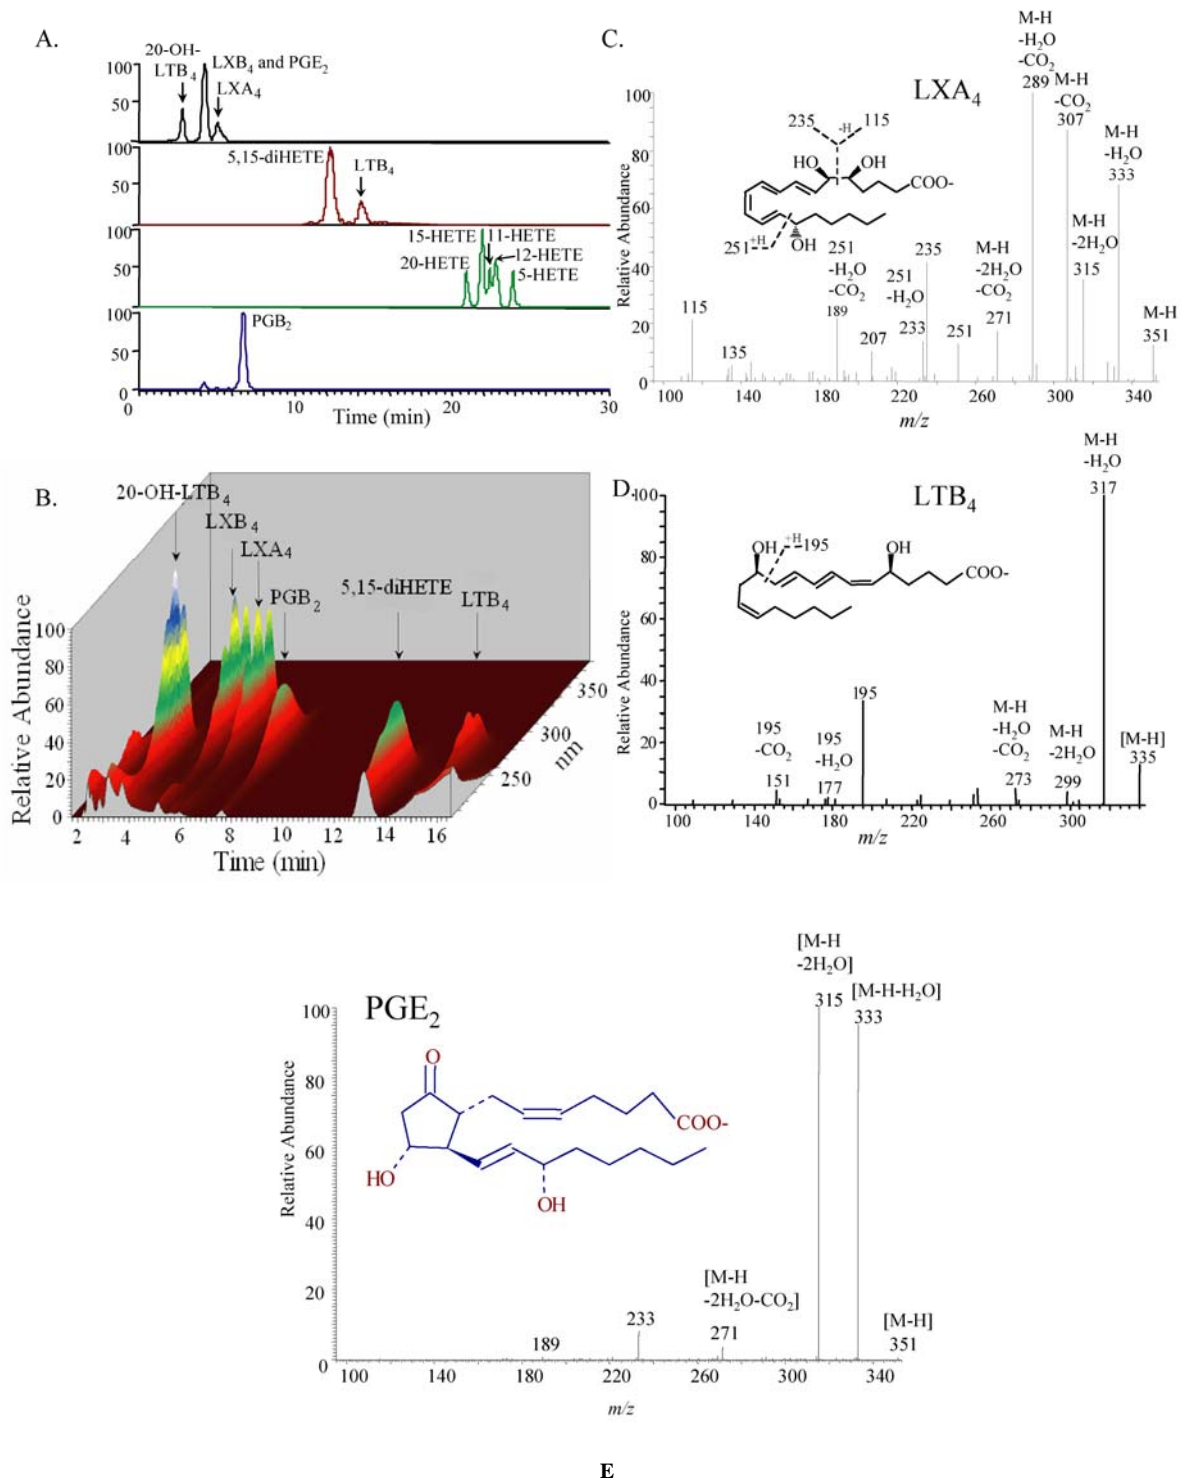 A.
20-OH-
LTB4
LXB4 and PGE2
LXA4
100
50
0
5,15-diHETE
LTB4
100
50
0
15-HETE
11-HETE
20-HETE
12-HETE
5-HETE
100
50
0
PGB2
100
50
0
0 10 20 30
Time (min)
B.
20-OH-LTB4
LXB4
LXA4
PGB2
5,15-diHETE
LTB4
Relative Abundance
100
80
60
40
20
0
2 4 6 8 10 12 14 16
Time (min)
250
300
350
nm
C.
LXA4
M-H
-H2O
-CO2
289
M-H
-CO2
307
M-H
-H2O
333
M-H
-2H2O
315
M-H
351
235 -H 115
HO OH
COO-
251 +H
OH
251
-H2O
-CO2
189
251
-H2O
233
235
M-H
-2H2O
-CO2
271
115
135
207
251
Relative Abundance
100
80
60
40
20
0
100 140 180 220 260 300 340
m/z
D.
LTB4
M-H
-H2O
317
OH +H 195
OH
COO-
195
195
-CO2
151
195
-H2O
177
M-H
-H2O
-CO2
273
M-H
-2H2O
299
[M-H]
335
Relative Abundance
100
80
60
40
20
0
100 140 180 220 260 300
m/z
PGE2
[M-H
-2H2O]
315
[M-H-H2O]
333
O
COO-
HO
OH
[M-H
-2H2O-CO2]
271
[M-H]
351
233
189
Relative Abundance
100
80
60
40
20
0
100 140 180 220 260 300 340
m/z
E